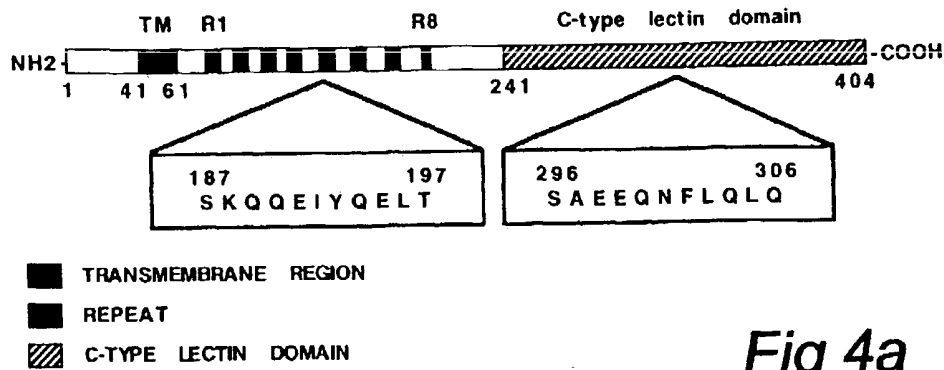 C-type lectin domain
TM R1 R8
NH2 -COOH
1 41 61 241 404
187 197
SKQQEIYQELT
296 306
SAEEQNFLQLQ
TRANSMEMBRANE REGION
REPEAT
C-TYPE LECTIN DOMAIN
Fig 4a